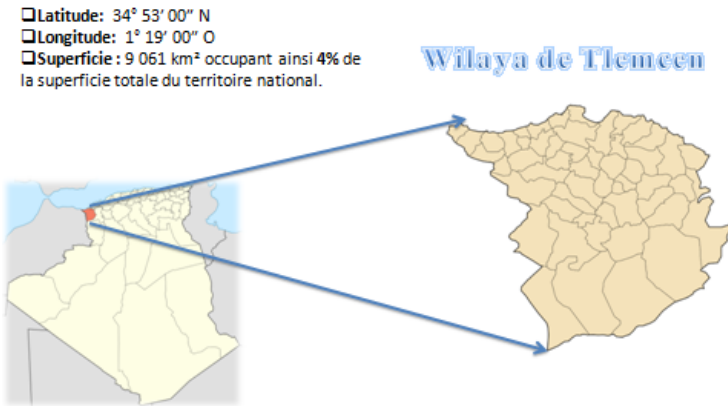 ❑Latitude: 34° 53’ 00” N
❑Longitude: 1° 19’ 00” O
❑Superficie : 9 061 km² occupant ainsi 4% de
la superficie totale du territoire national.
Wilaya de Tlemcen